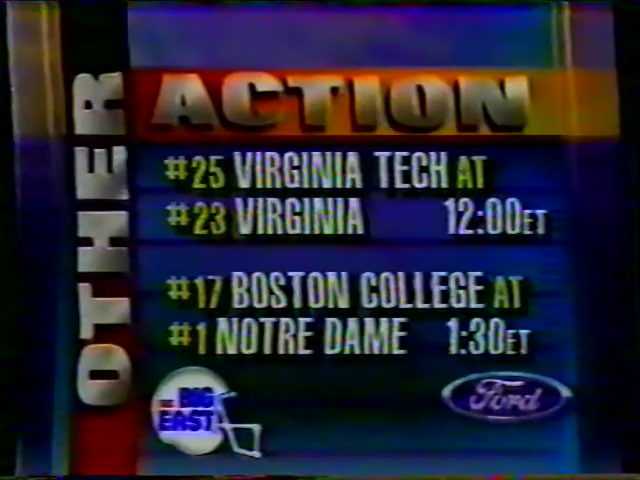 OTHER
ACTION
#25 VIRGINIA TECH AT
#23 VIRGINIA 12:00ET
#17 BOSTON COLLEGE AT
#1 NOTRE DAME 1:30ET
THE BIG
EAST
Ford